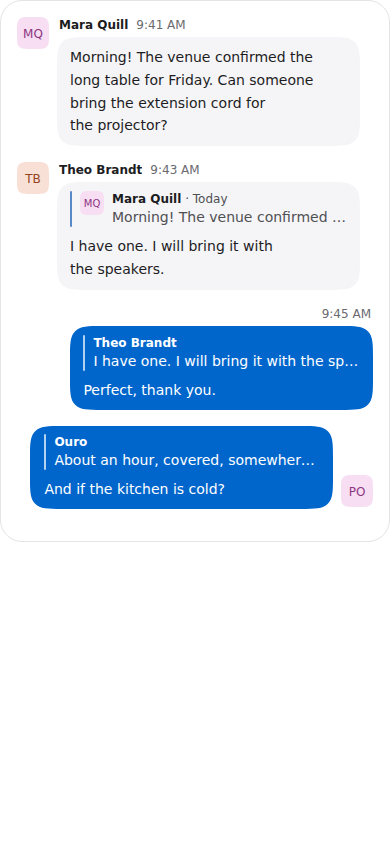 MQ
Mara Quill 9:41 AM
Morning! The venue confirmed the
long table for Friday. Can someone
bring the extension cord for
the projector?
TB
Theo Brandt 9:43 AM
MQ
Mara Quill · Today
Morning! The venue confirmed …
I have one. I will bring it with
the speakers.
9:45 AM
Theo Brandt
I have one. I will bring it with the sp…
Perfect, thank you.
Ouro
About an hour, covered, somewher…
And if the kitchen is cold?
PO